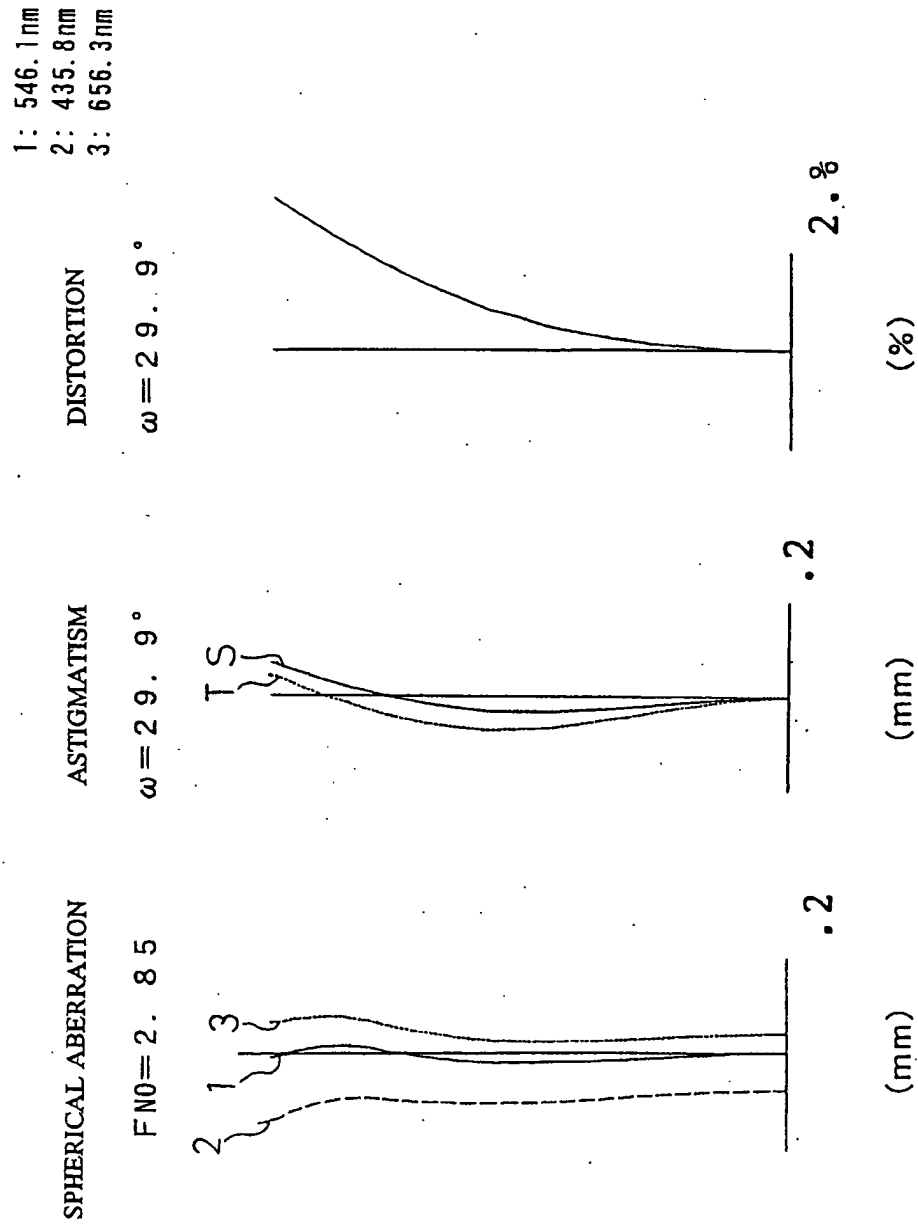 1: 546.1nm
2: 435.8nm
3: 656.3nm
SPHERICAL ABERRATION
FNO=2. 85
1
2
3
.2
(mm)
ASTIGMATISM
ω=29. 9°
T S
.2
(mm)
DISTORTION
ω=29. 9°
2.%
(%)